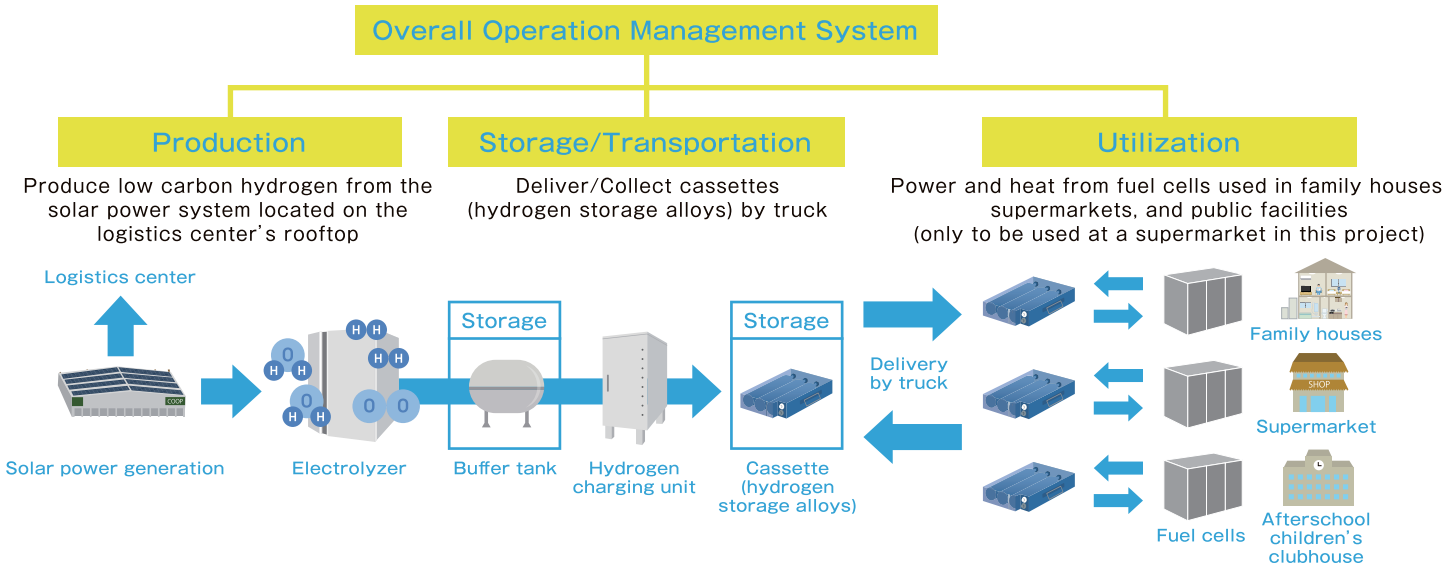 Overall Operation Management System
Production
Produce low carbon hydrogen from the
solar power system located on the
logistics center's rooftop
Storage/Transportation
Deliver/Collect cassettes
(hydrogen storage alloys) by truck
Utilization
Power and heat from fuel cells used in family houses
supermarkets, and public facilities
(only to be used at a supermarket in this project)
Logistics center
COOP
Solar power generation
O
H H
O
H H
H H
H H
O O
Electrolyzer
Storage
Buffer tank
Hydrogen
charging unit
Storage
Cassette
(hydrogen
storage alloys)
Delivery
by truck
Family houses
SHOP
Supermarket
Fuel cells
Afterschool
children's
clubhouse